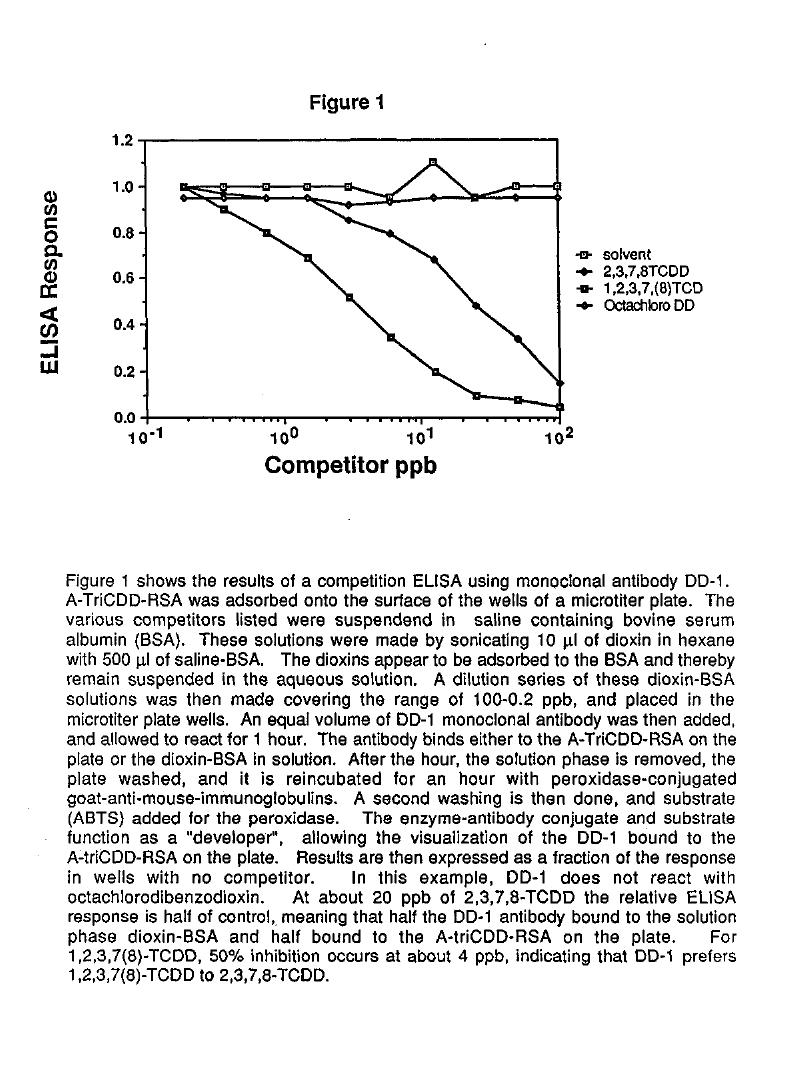 Figure 1
1.2
1.0
0.8
0.6
0.4
0.2
0.0
ELISA Response
10-1 100 101 102
Competitor ppb
solvent
2,3,7,8TCDD
1,2,3,7,(8)TCD
Octachloro DD
Figure 1 shows the results of a competition ELISA using monoclonal antibody DD-1.
A-TriCDD-RSA was adsorbed onto the surface of the wells of a microtiter plate. The
various competitors listed were suspendend in saline containing bovine serum
albumin (BSA). These solutions were made by sonicating 10 µl of dioxin in hexane
with 500 µl of saline-BSA. The dioxins appear to be adsorbed to the BSA and thereby
remain suspended in the aqueous solution. A dilution series of these dioxin-BSA
solutions was then made covering the range of 100-0.2 ppb, and placed in the
microtiter plate wells. An equal volume of DD-1 monoclonal antibody was then added,
and allowed to react for 1 hour. The antibody binds either to the A-TriCDD-RSA on the
plate or the dioxin-BSA in solution. After the hour, the solution phase is removed, the
plate washed, and it is reincubated for an hour with peroxidase-conjugated
goat-anti-mouse-immunoglobulins. A second washing is then done, and substrate
(ABTS) added for the peroxidase. The enzyme-antibody conjugate and substrate
function as a "developer", allowing the visualization of the DD-1 bound to the
A-triCDD-RSA on the plate. Results are then expressed as a fraction of the response
in wells with no competitor. In this example, DD-1 does not react with
octachlorodibenzodioxin. At about 20 ppb of 2,3,7,8-TCDD the relative ELISA
response is half of control, meaning that half the DD-1 antibody bound to the solution
phase dioxin-BSA and half bound to the A-triCDD-RSA on the plate. For
1,2,3,7(8)-TCDD, 50% inhibition occurs at about 4 ppb, indicating that DD-1 prefers
1,2,3,7(8)-TCDD to 2,3,7,8-TCDD.